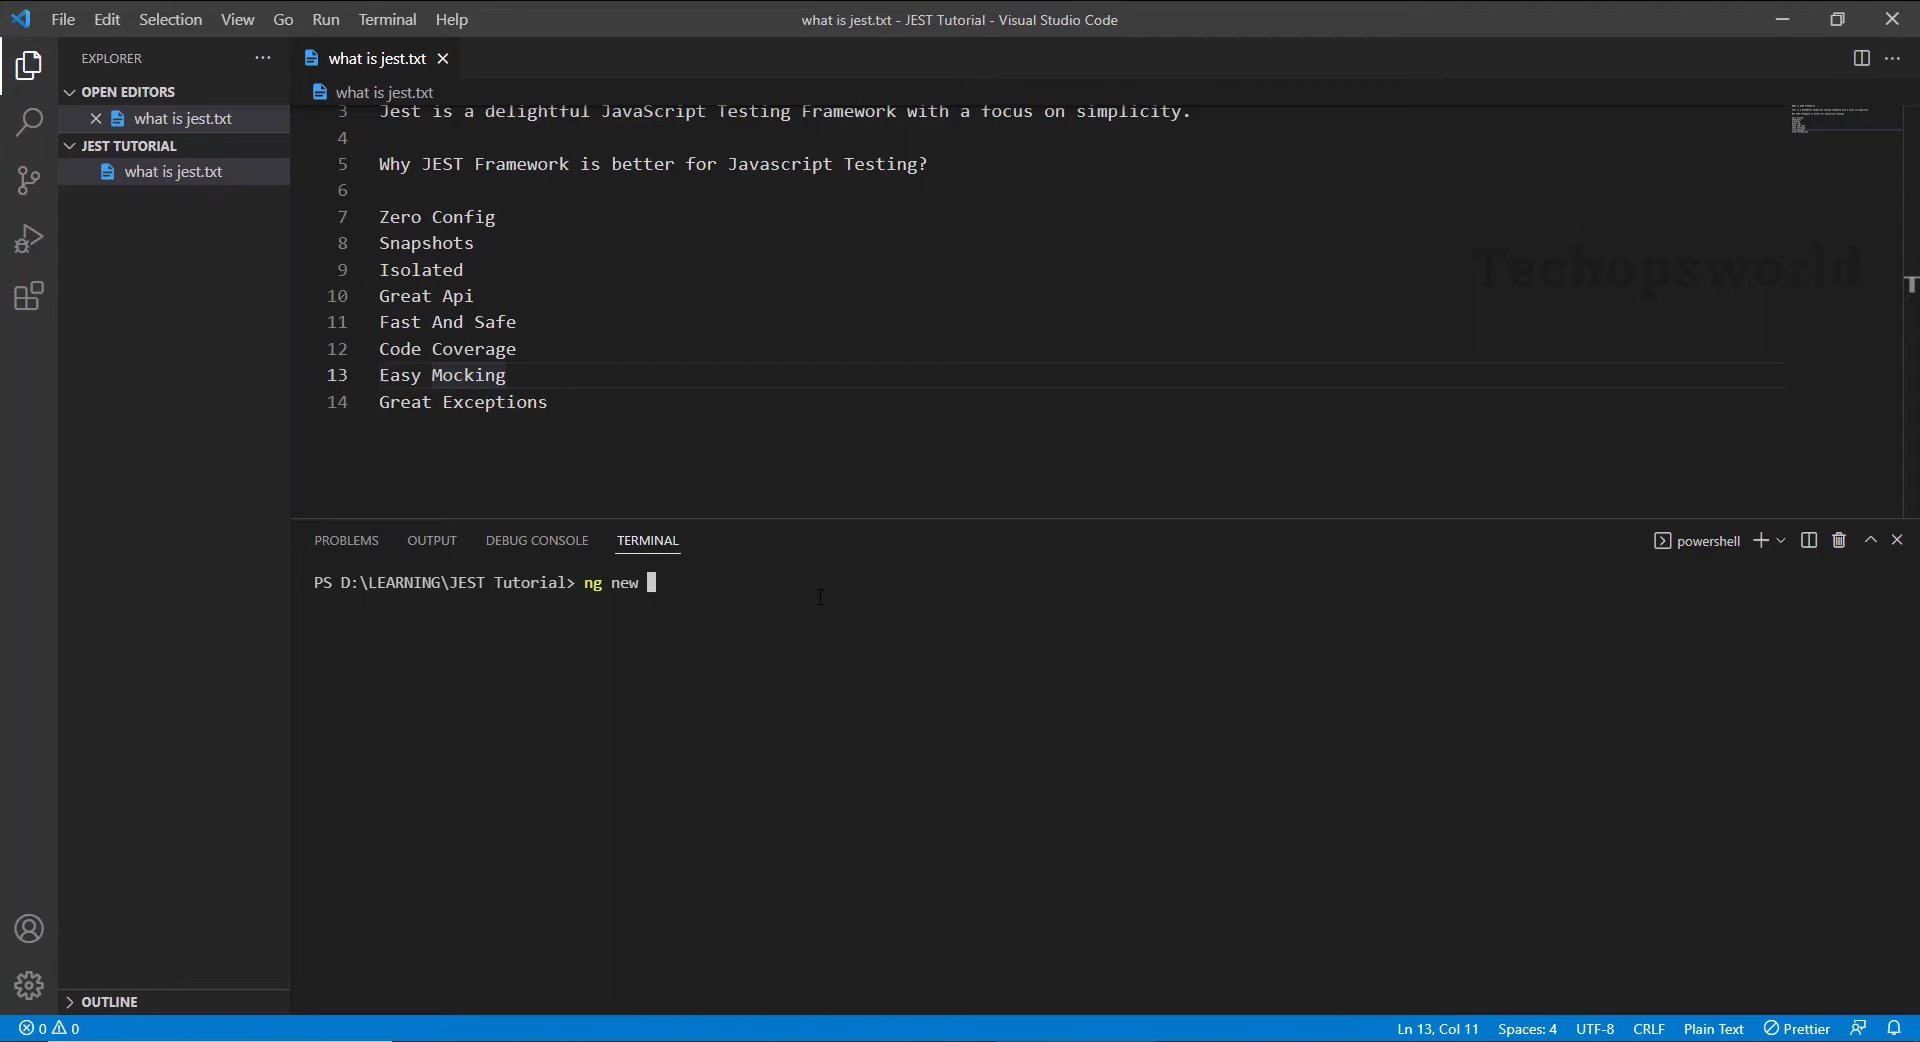 File Edit Selection View Go Run Terminal Help
what is jest.txt - JEST Tutorial - Visual Studio Code
EXPLORER
OPEN EDITORS
what is jest.txt
JEST TUTORIAL
what is jest.txt
OUTLINE
what is jest.txt
what is jest.txt
3 Jest is a delightful JavaScript Testing Framework with a focus on simplicity.
4
5 Why JEST Framework is better for Javascript Testing?
6
7 Zero Config
8 Snapshots
9 Isolated
10 Great Api
11 Fast And Safe
12 Code Coverage
13 Easy Mocking
14 Great Exceptions
Techopsworld
T
PROBLEMS OUTPUT DEBUG CONSOLE TERMINAL
powershell
PS D:\LEARNING\JEST Tutorial> ng new
0 0
Ln 13, Col 11 Spaces: 4 UTF-8 CRLF Plain Text Prettier